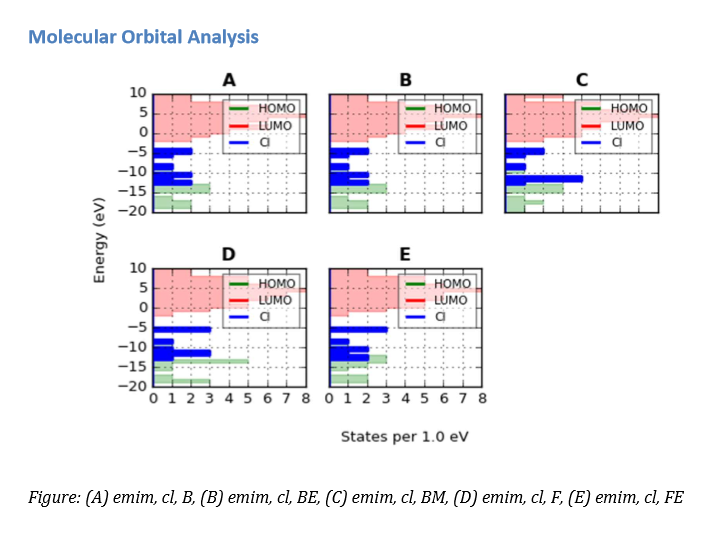 Molecular Orbital Analysis
A
B
C
10
5
0
−5
−10
−15
−20
HOMO
LUMO
Cl
HOMO
LUMO
Cl
HOMO
LUMO
Cl
Energy (eV)
D
E
10
5
0
−5
−10
−15
−20
HOMO
LUMO
Cl
HOMO
LUMO
Cl
0 1 2 3 4 5 6 7 8
0 1 2 3 4 5 6 7 8
States per 1.0 eV
Figure: (A) emim, cl, B, (B) emim, cl, BE, (C) emim, cl, BM, (D) emim, cl, F, (E) emim, cl, FE